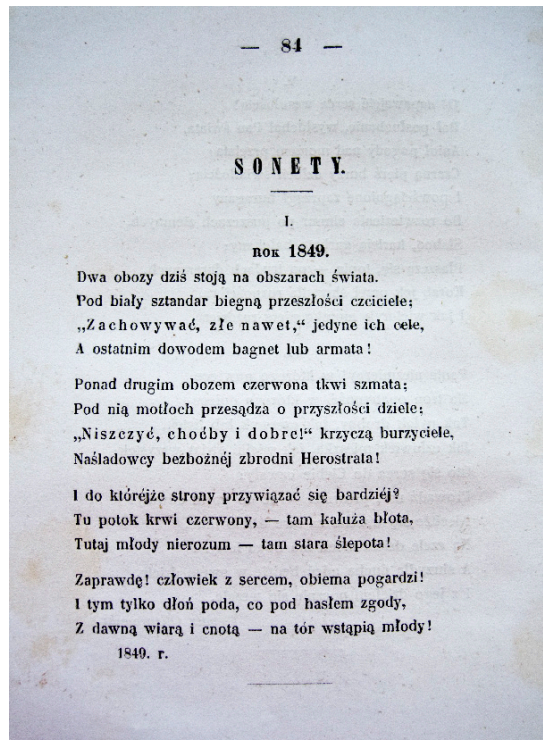 — 84 —
SONETY.
I.
ROK 1849.
Dwa obozy dziś stoją na obszarach świata.
Pod biały sztandar biegną przeszłości czciciele;
„Zachowywać, złe nawet,“ jedyne ich cele,
A ostatnim dowodem bagnet lub armata!
Ponad drugim obozem czerwona tkwi szmata;
Pod nią motłoch przesądza o przyszłości dziele;
„Niszczyć, choćby i dobre!“ krzyczą burzyciele,
Naśladowcy bezbożnéj zbrodni Herostrata!
I do któréjże strony przywiązać się bardziéj?
Tu potok krwi czerwony, — tam kałuża błota,
Tutaj młody nierozum — tam stara ślepota!
Zaprawdę! człowiek z sercem, obiema pogardzi!
I tym tylko dłoń poda, co pod hasłem zgody,
Z dawną wiarą i cnotą — na tór wstąpią młody!
1849. r.